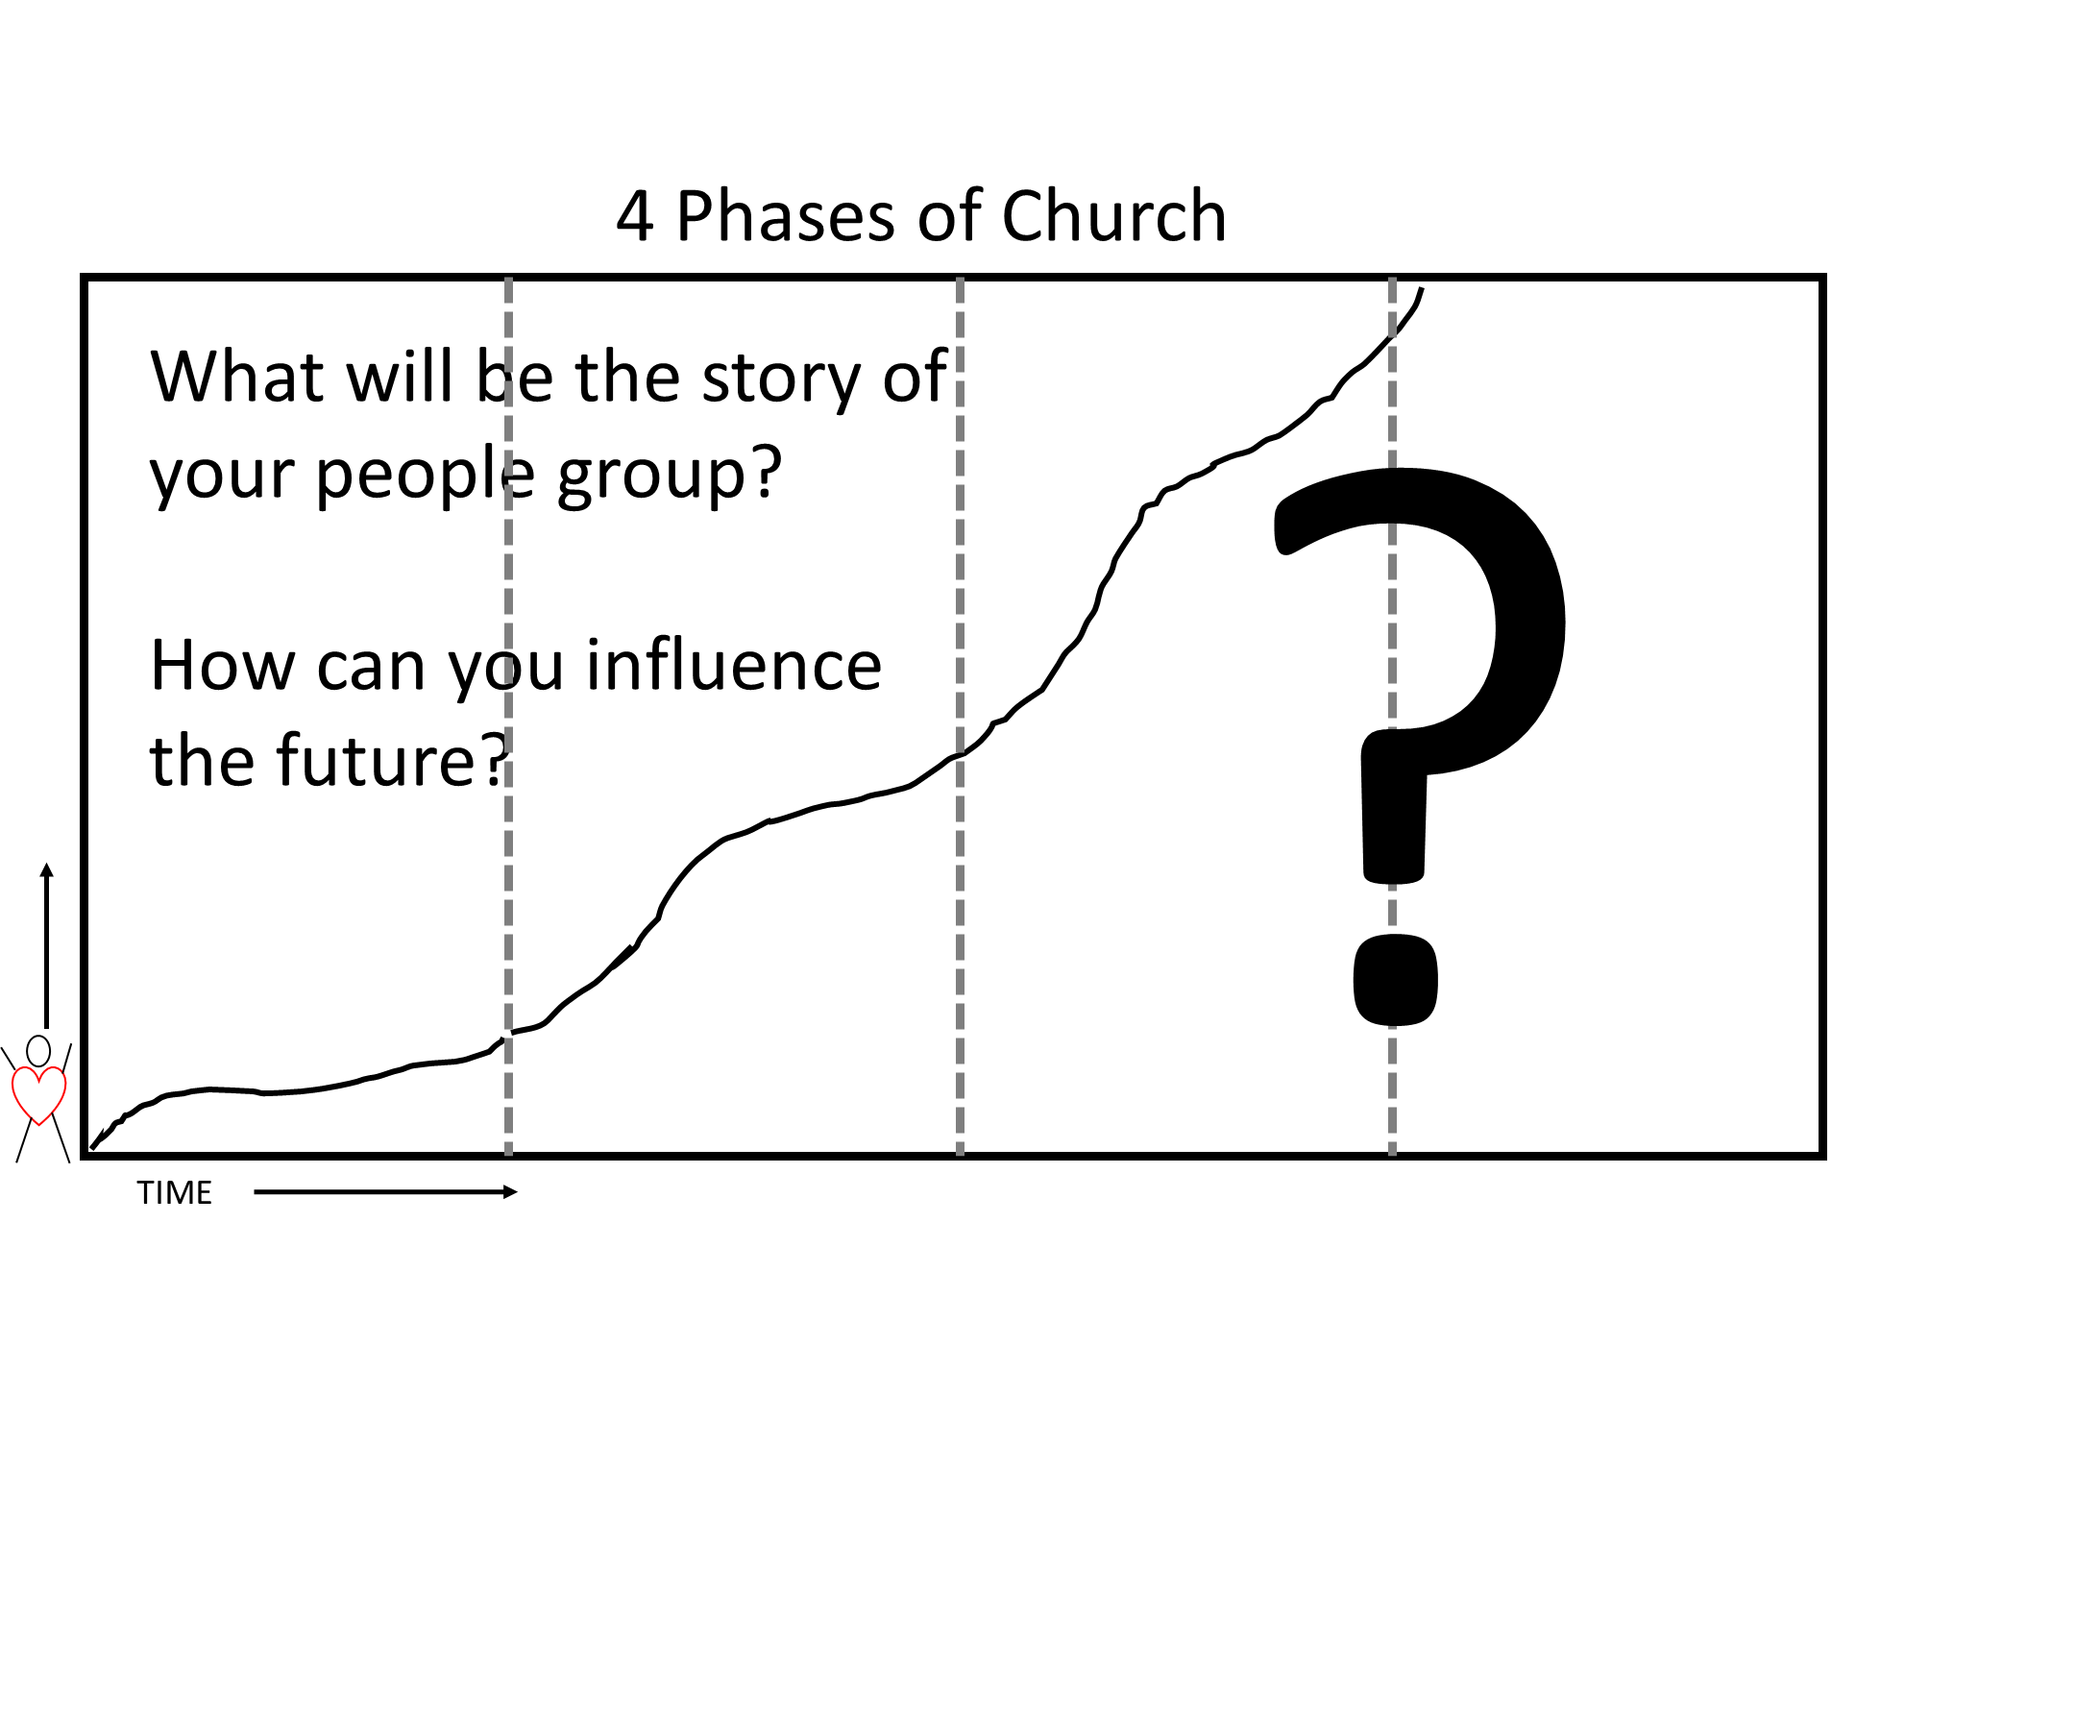 4 Phases of Church
What will be the story of
your people group?
How can you influence
the future?
?
TIME